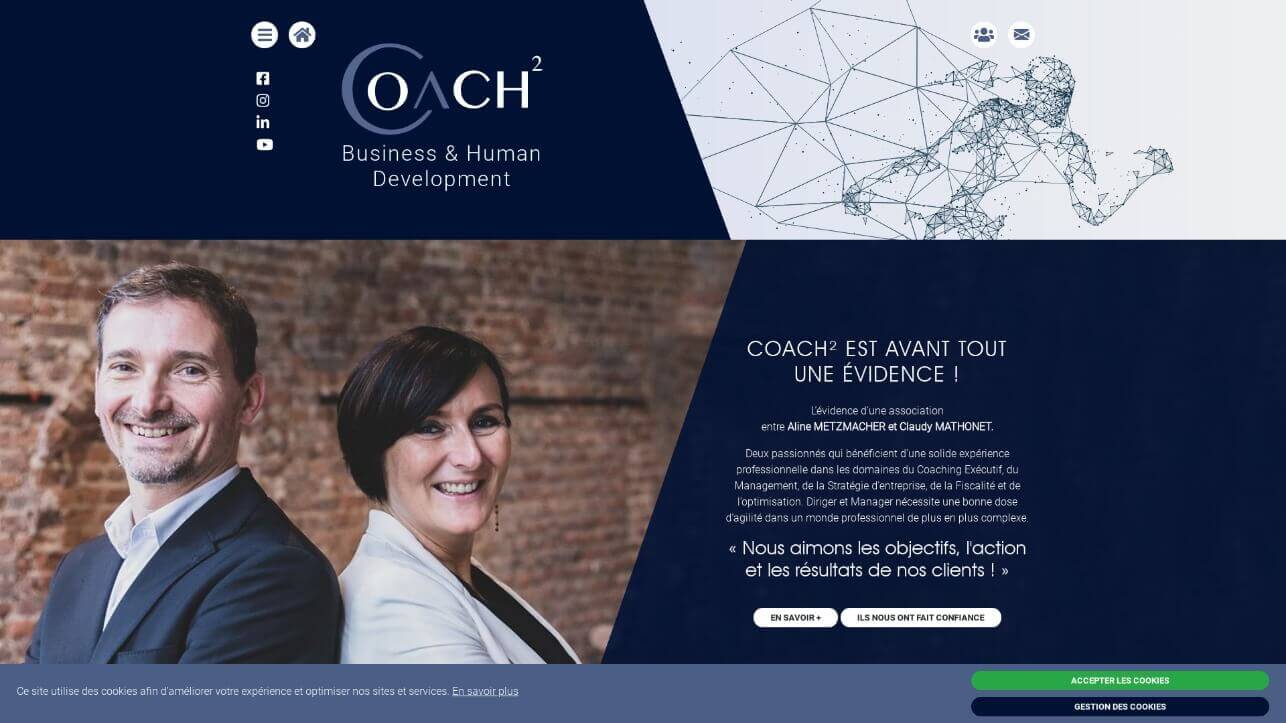 COACH²
Business & Human
Development
COACH² EST AVANT TOUT
UNE ÉVIDENCE !
L'évidence d'une association
entre Aline METZMACHER et Claudy MATHONET.
Deux passionnés qui bénéficient d'une solide expérience
professionnelle dans les domaines du Coaching Exécutif, du
Management, de la Stratégie d'entreprise, de la Fiscalité et de
l'optimisation. Diriger et Manager nécessite une bonne dose
d'agilité dans un monde professionnel de plus en plus complexe.
« Nous aimons les objectifs, l'action
et les résultats de nos clients ! »
EN SAVOIR + ILS NOUS ONT FAIT CONFIANCE
Ce site utilise des cookies afin d'améliorer votre expérience et optimiser nos sites et services. En savoir plus
ACCEPTER LES COOKIES
GESTION DES COOKIES